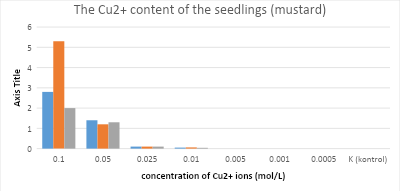 The Cu2+ content of the seedlings (mustard)
6
5
4
3
2
1
0
Axis Title
0.1 0.05 0.025 0.01 0.005 0.001 0.0005 K (kontrol)
concentration of Cu2+ ions (mol/L)